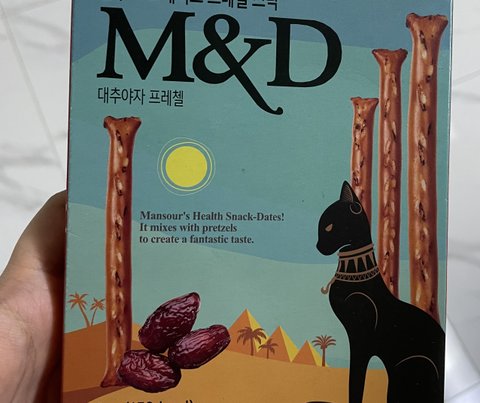 M&D
대추야자 프레첼
Mansour's Health Snack-Dates!
It mixes with pretzels
to create a fantastic taste.